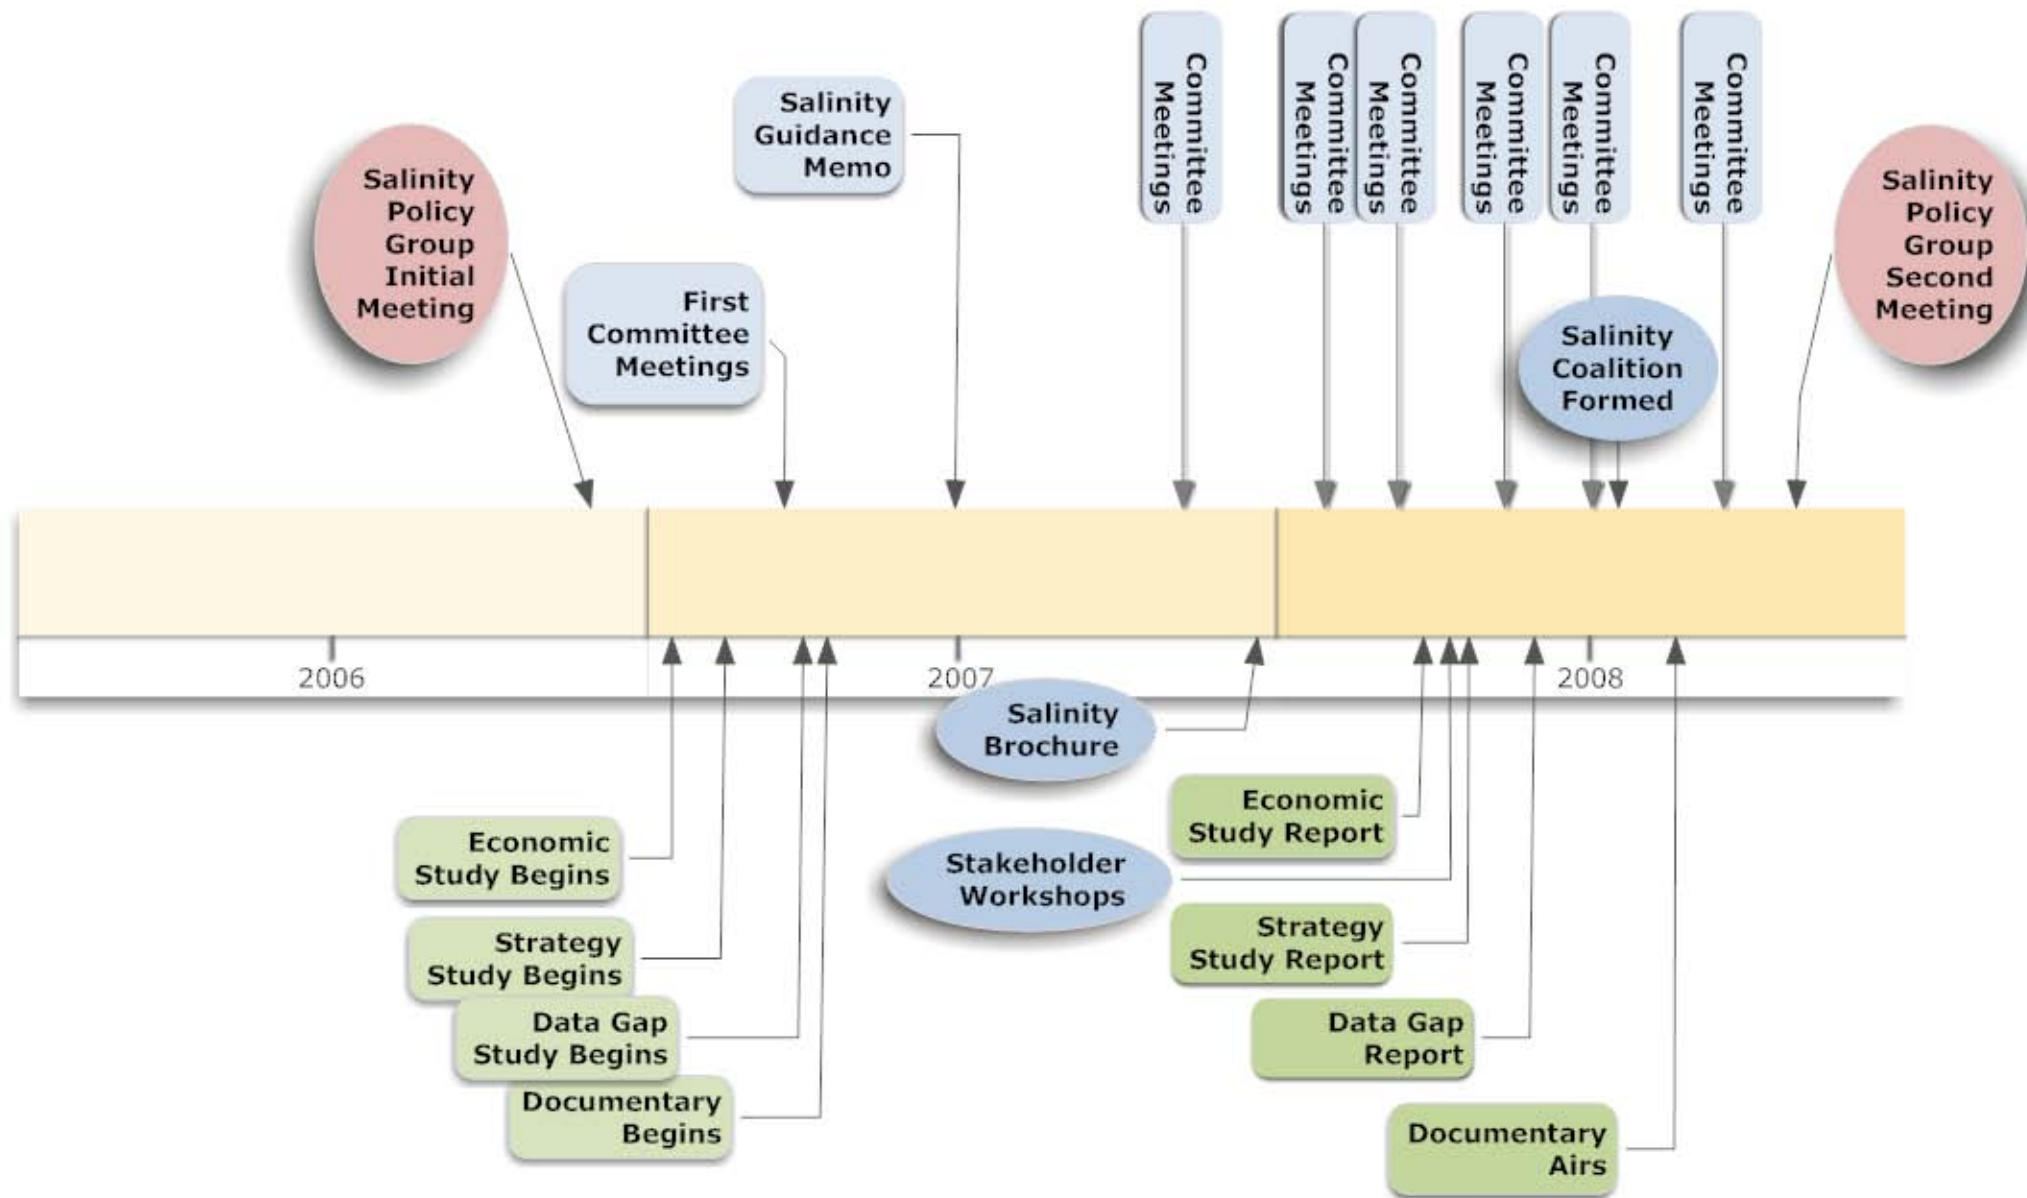 Salinity
Policy
Group
Initial
Meeting
First
Committee
Meetings
Salinity
Guidance
Memo
Committee
Meetings
Committee
Meetings
Committee
Meetings
Committee
Meetings
Committee
Meetings
Committee
Meetings
Salinity
Coalition
Formed
Salinity
Policy
Group
Second
Meeting
2006
2007
2008
Economic
Study Begins
Strategy
Study Begins
Data Gap
Study Begins
Documentary
Begins
Salinity
Brochure
Stakeholder
Workshops
Economic
Study Report
Strategy
Study Report
Data Gap
Report
Documentary
Airs